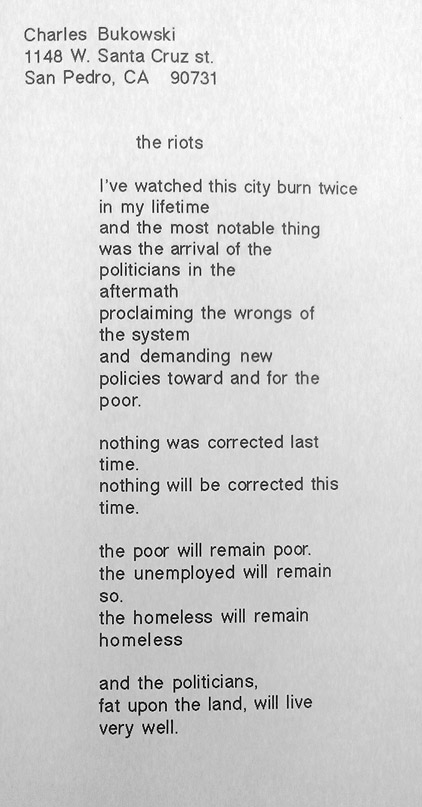 Charles Bukowski
1148 W. Santa Cruz st.
San Pedro, CA 90731
the riots
I've watched this city burn twice
in my lifetime
and the most notable thing
was the arrival of the
politicians in the
aftermath
proclaiming the wrongs of
the system
and demanding new
policies toward and for the
poor.
nothing was corrected last
time.
nothing will be corrected this
time.
the poor will remain poor.
the unemployed will remain
so.
the homeless will remain
homeless
and the politicians,
fat upon the land, will live
very well.